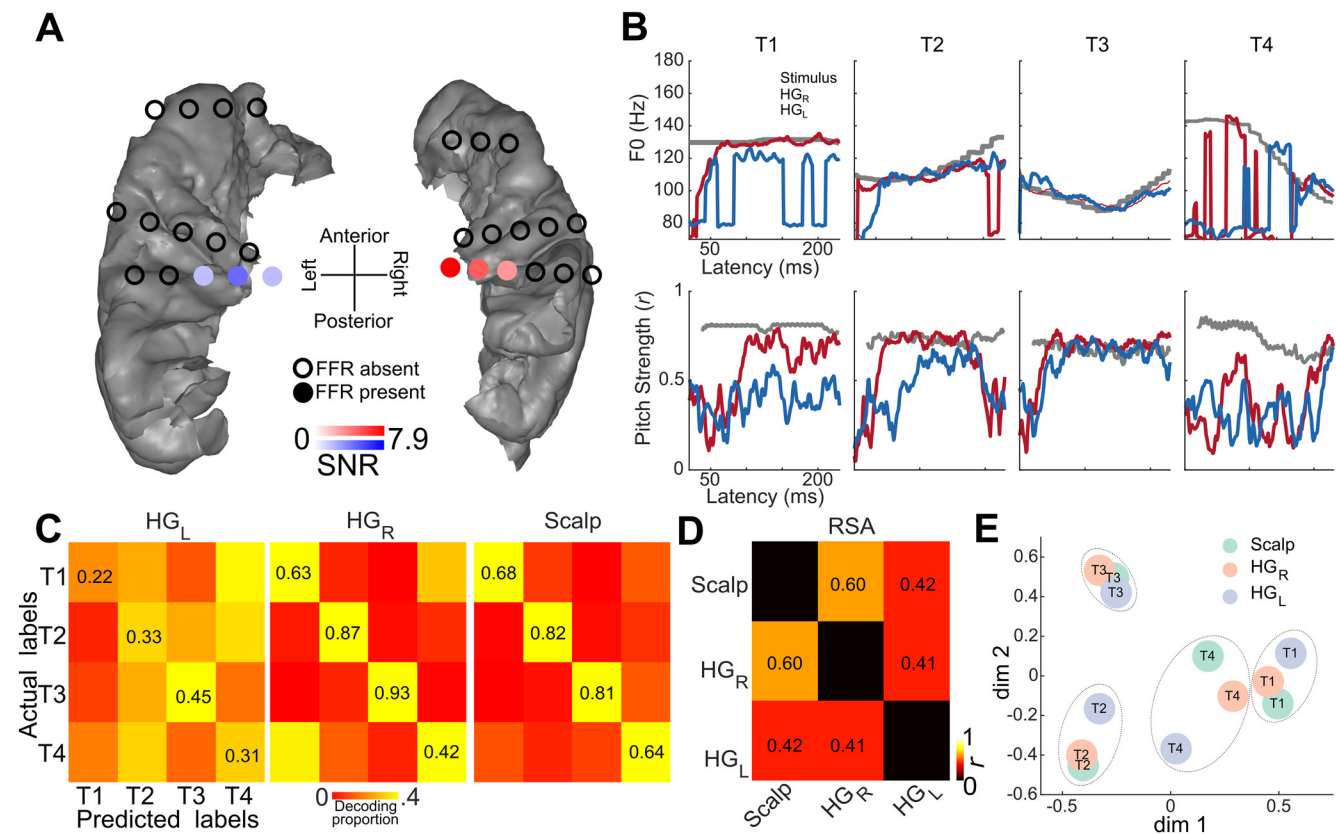 A
Anterior
Left
Right
Posterior
FFR absent
FFR present
0 7.9
SNR
B
T1 T2 T3 T4
Stimulus
HGR
HGL
F0 (Hz)
180
160
140
120
100
80
50 200
Latency (ms)
Pitch Strength (r)
1
0.5
0
50 200
Latency (ms)
C
HGL HGR Scalp
Actual labels
T1 0.22 0.63 0.68
T2 0.33 0.87 0.82
T3 0.45 0.93 0.81
T4 0.31 0.42 0.64
T1 T2 T3 T4
Predicted labels
0 .4
Decoding
proportion
D
RSA
Scalp 0.60 0.42
HGR 0.60 0.41
HGL 0.42 0.41
Scalp HGR HGL
1
r
0
E
Scalp
HGR
HGL
dim 2
0.6
0.4
0.2
0
-0.2
-0.4
-0.6
T3
T3
T3
T4
T1
T1
T4
T1
T2
T4
T2
T2
-0.5 0 0.5
dim 1